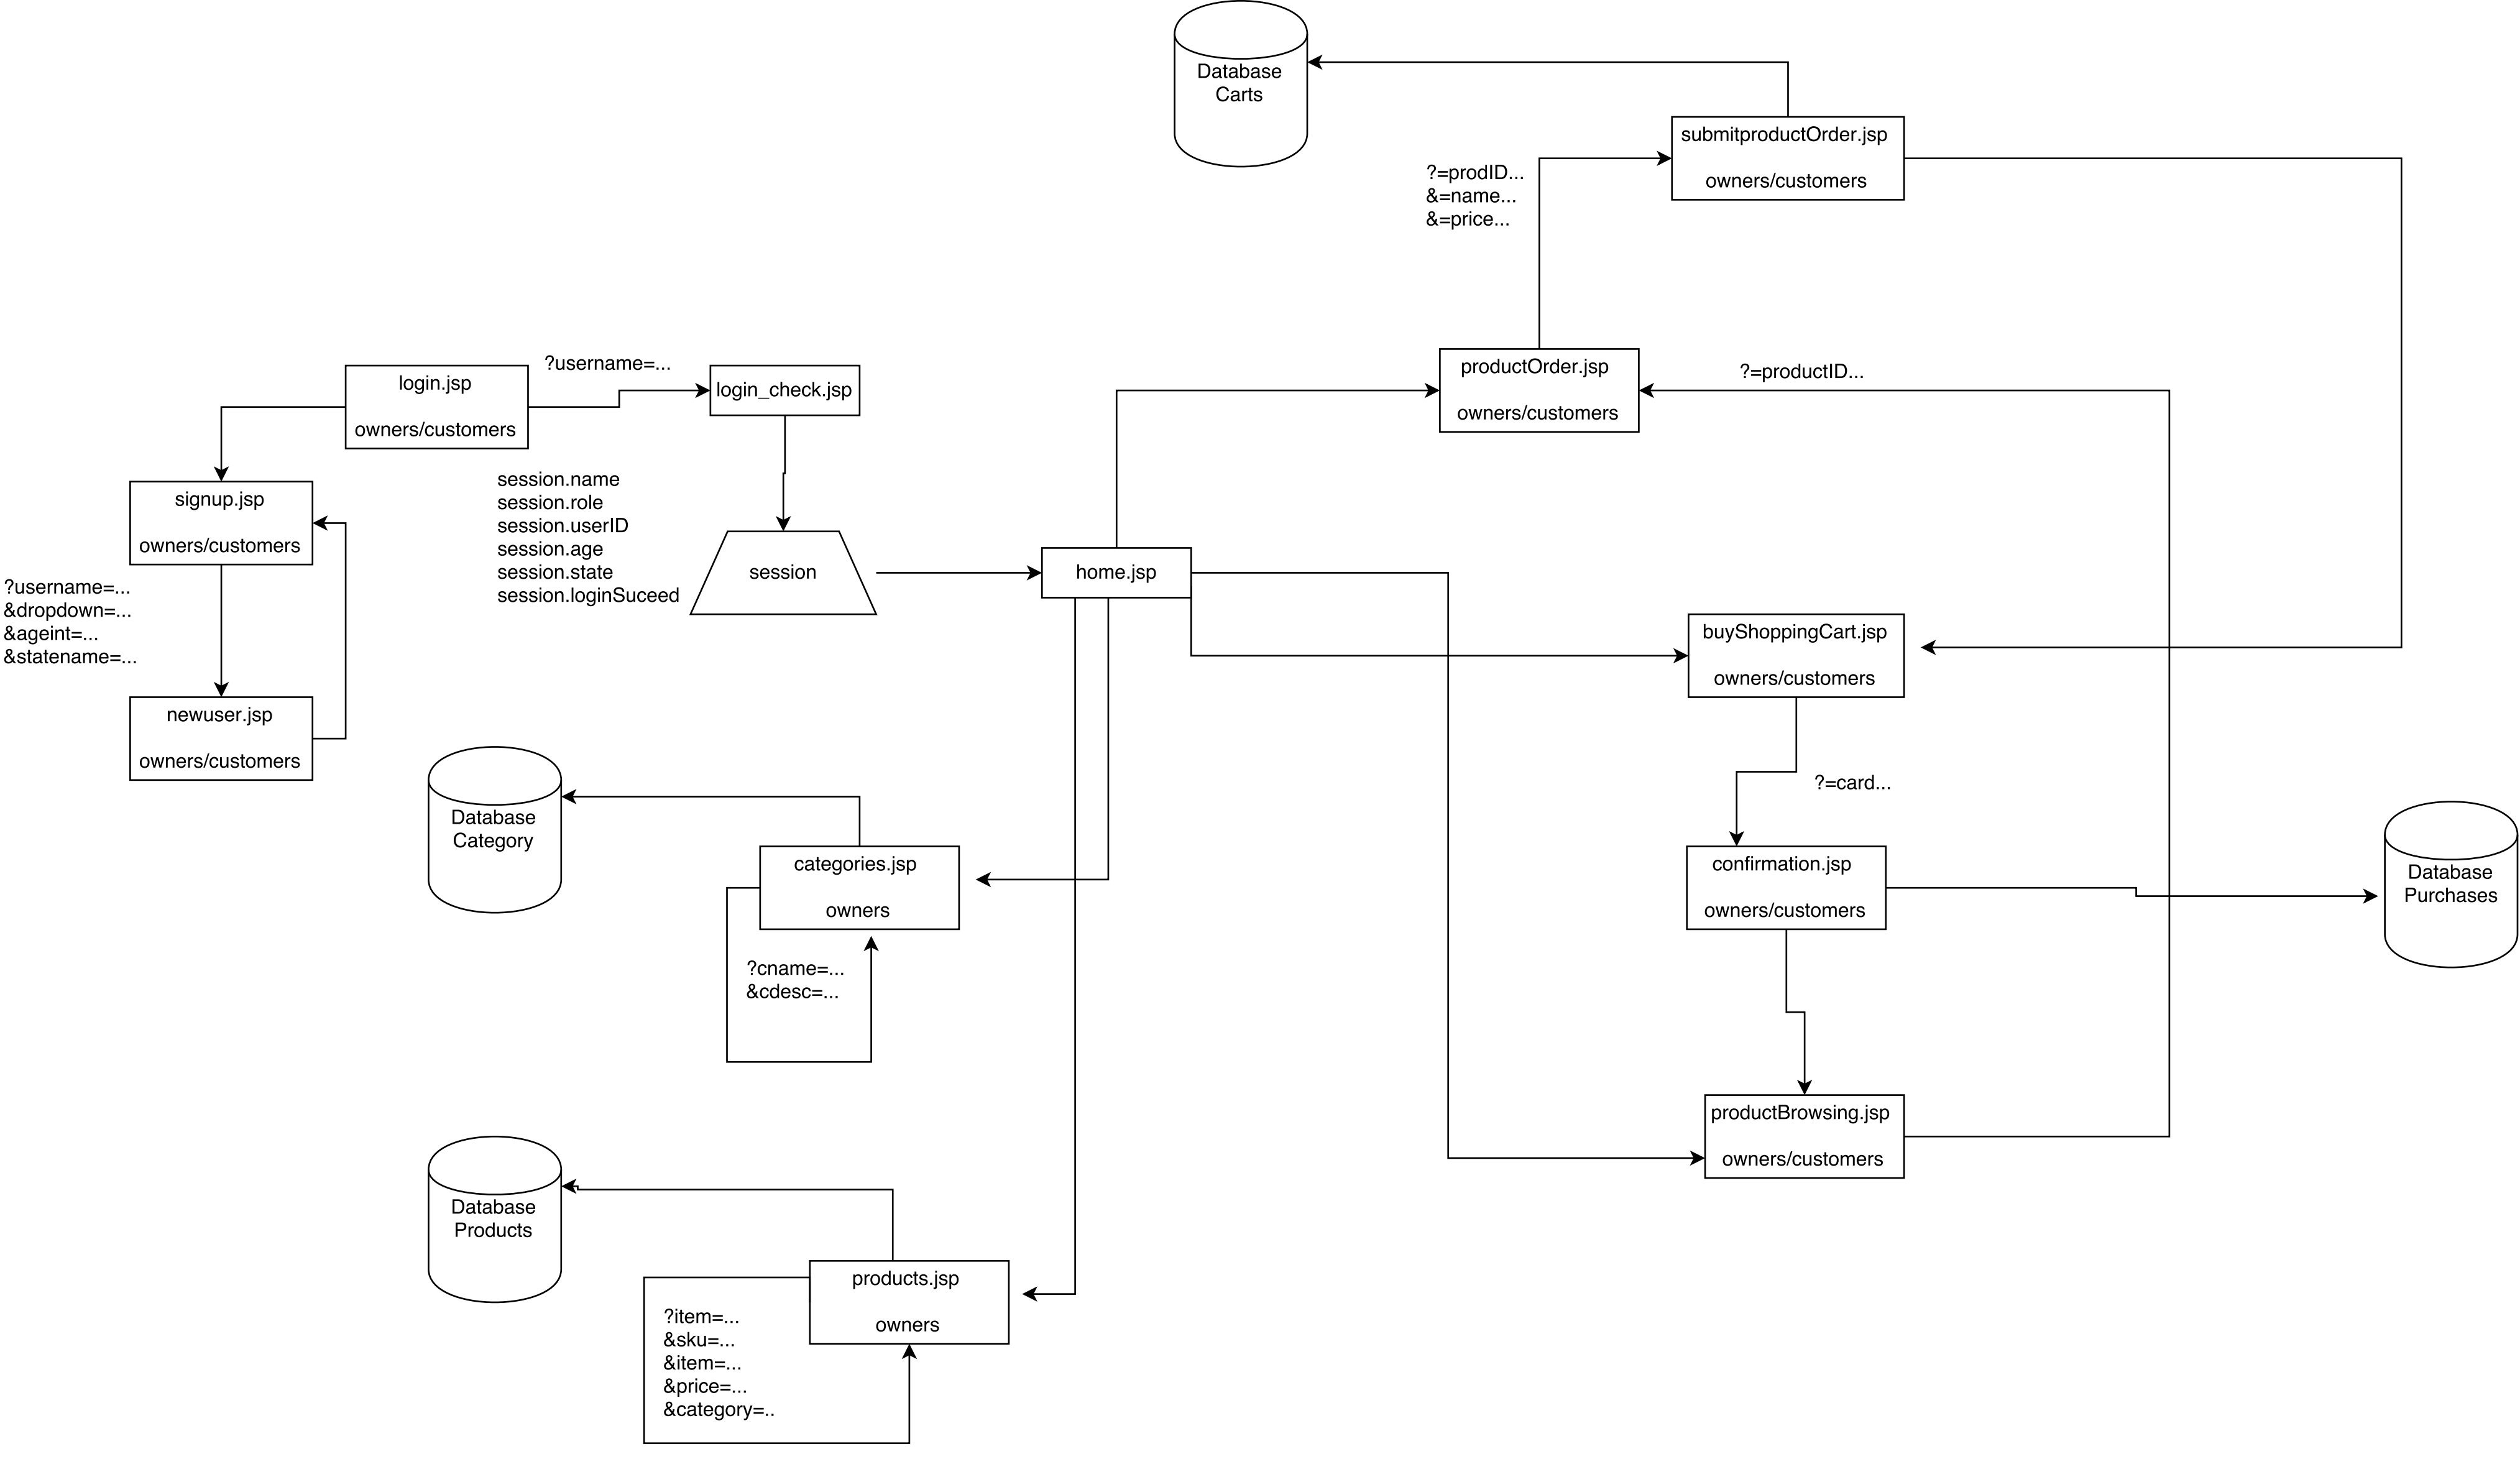 Database
Carts
submitproductOrder.jsp
owners/customers
?=prodID...
&=name...
&=price...
login.jsp
owners/customers
?username=...
login_check.jsp
productOrder.jsp
owners/customers
?=productID...
signup.jsp
owners/customers
session.name
session.role
session.userID
session.age
session.state
session.loginSuceed
session
home.jsp
?username=...
&dropdown=...
&ageint=...
&statename=...
buyShoppingCart.jsp
owners/customers
newuser.jsp
owners/customers
?=card...
Database
Category
categories.jsp
owners
?cname=...
&cdesc=...
confirmation.jsp
owners/customers
Database
Purchases
productBrowsing.jsp
owners/customers
Database
Products
products.jsp
owners
?item=...
&sku=...
&item=...
&price=...
&category=..